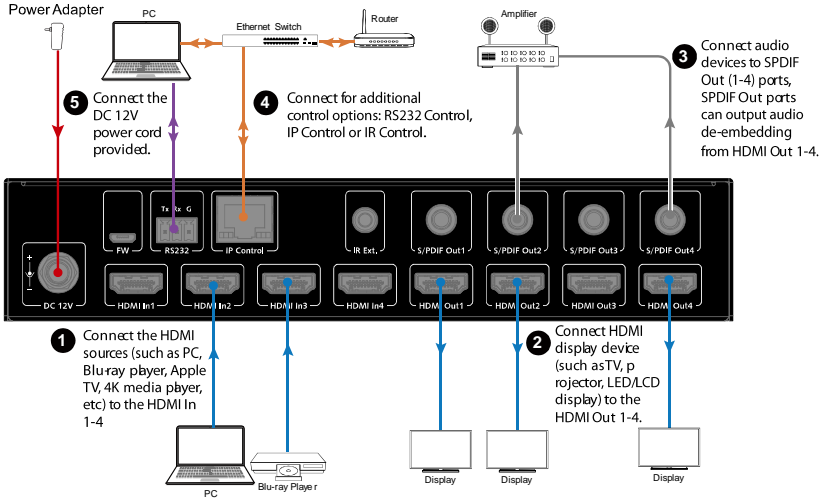 Power Adapter
PC
Ethernet Switch
Router
Amplifier
5 Connect the
DC 12V
power cord
provided.
4 Connect for additional
control options: RS232 Control,
IP Control or IR Control.
3 Connect audio
devices to SPDIF
Out (1-4) ports,
SPDIF Out ports
can output audio
de-embedding
from HDMI Out 1-4.
Tx Rx G
FW
RS232
IP Control
IR Ext.
S/PDIF Out1
S/PDIF Out2
S/PDIF Out3
S/PDIF Out4
+
-
DC 12V
HDMI In1
HDMI In2
HDMI In3
HDMI In4
HDMI Out1
HDMI Out2
HDMI Out3
HDMI Out4
1 Connect the HDMI
sources (such as PC,
Blu-ray player, Apple
TV, 4K media player,
etc) to the HDMI In
1-4
2 Connect HDMI
display device
(such asTV, p
rojector, LED/LCD
display) to the
HDMI Out 1-4.
PC
Blu-ray Playe r
Display
Display
Display